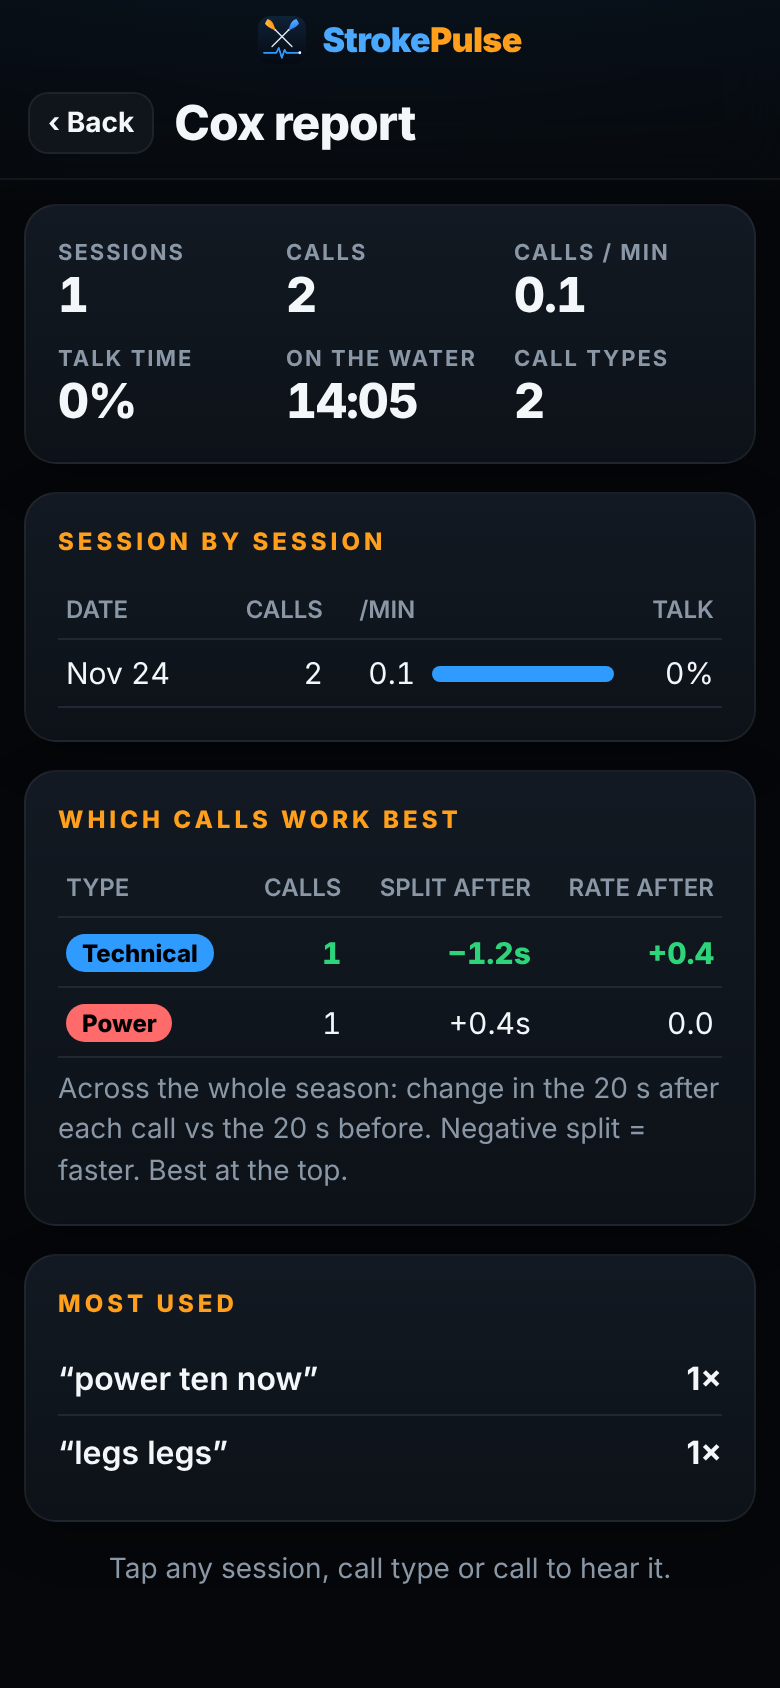 StrokePulse
‹ Back Cox report
SESSIONS CALLS CALLS / MIN
1 2 0.1
TALK TIME ON THE WATER CALL TYPES
0% 14:05 2
SESSION BY SESSION
DATE CALLS /MIN TALK
Nov 24 2 0.1 0%
WHICH CALLS WORK BEST
TYPE CALLS SPLIT AFTER RATE AFTER
Technical 1 −1.2s +0.4
Power 1 +0.4s 0.0
Across the whole season: change in the 20 s after
each call vs the 20 s before. Negative split =
faster. Best at the top.
MOST USED
“power ten now” 1×
“legs legs” 1×
Tap any session, call type or call to hear it.